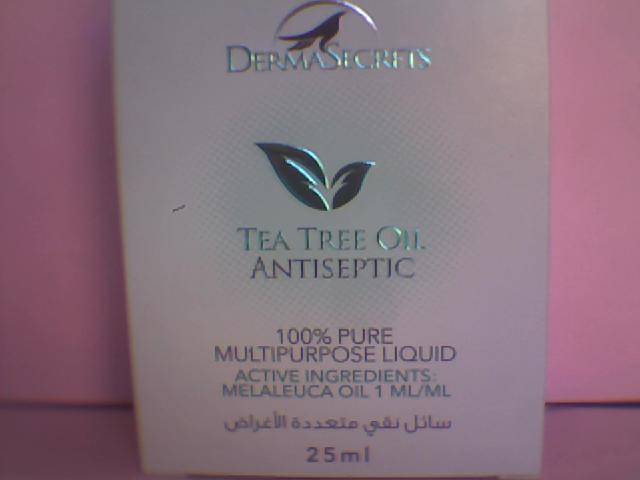 DERMASECRETS
TEA TREE OIL
ANTISEPTIC
100% PURE
MULTIPURPOSE LIQUID
ACTIVE INGREDIENTS:
MELALEUCA OIL 1 ML/ML
سائل نقي متعددة الأغراض
25ml